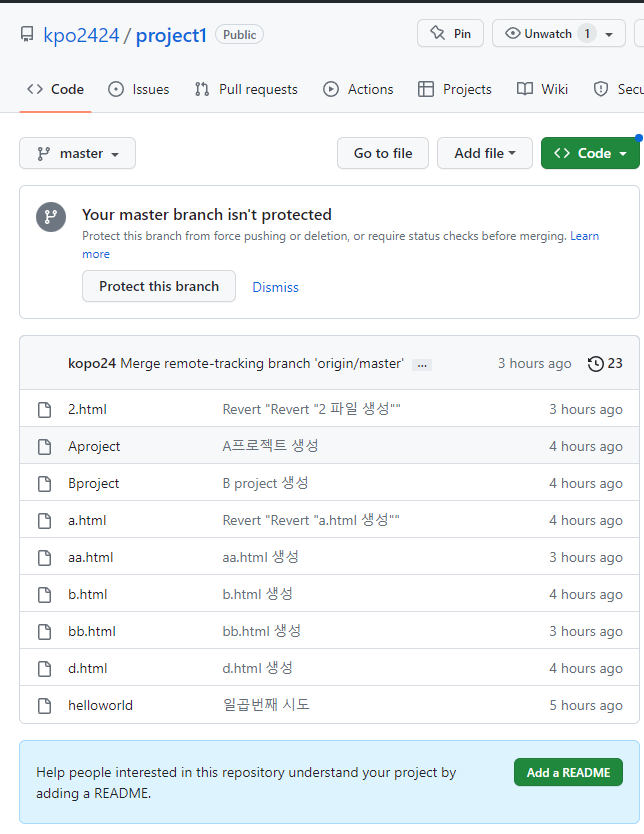 kpo2424 / project1 Public Pin Unwatch 1
Code Issues Pull requests Actions Projects Wiki
master Go to file Add file Code
Your master branch isn't protected
Protect this branch from force pushing or deletion, or require status checks before merging. Learn
more
Protect this branch Dismiss
kopo24 Merge remote-tracking branch 'origin/master' ... 3 hours ago 23
2.html Revert "Revert "2 파일 생성"" 3 hours ago
Aproject A프로젝트 생성 4 hours ago
Bproject B project 생성 4 hours ago
a.html Revert "Revert "a.html 생성"" 4 hours ago
aa.html aa.html 생성 3 hours ago
b.html b.html 생성 4 hours ago
bb.html bb.html 생성 3 hours ago
d.html d.html 생성 4 hours ago
helloworld 일곱번째 시도 5 hours ago
Help people interested in this repository understand your project by
adding a README.
Add a README